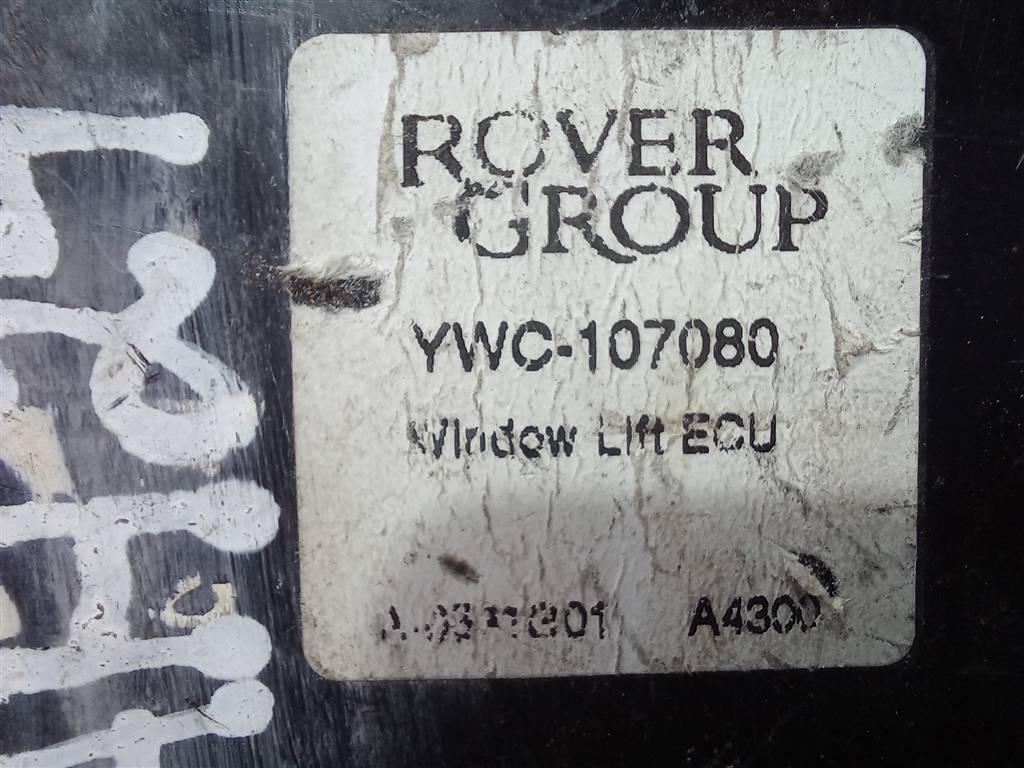 ROVER
GROUP
YWC-107080
Window Lift ECU
A4300